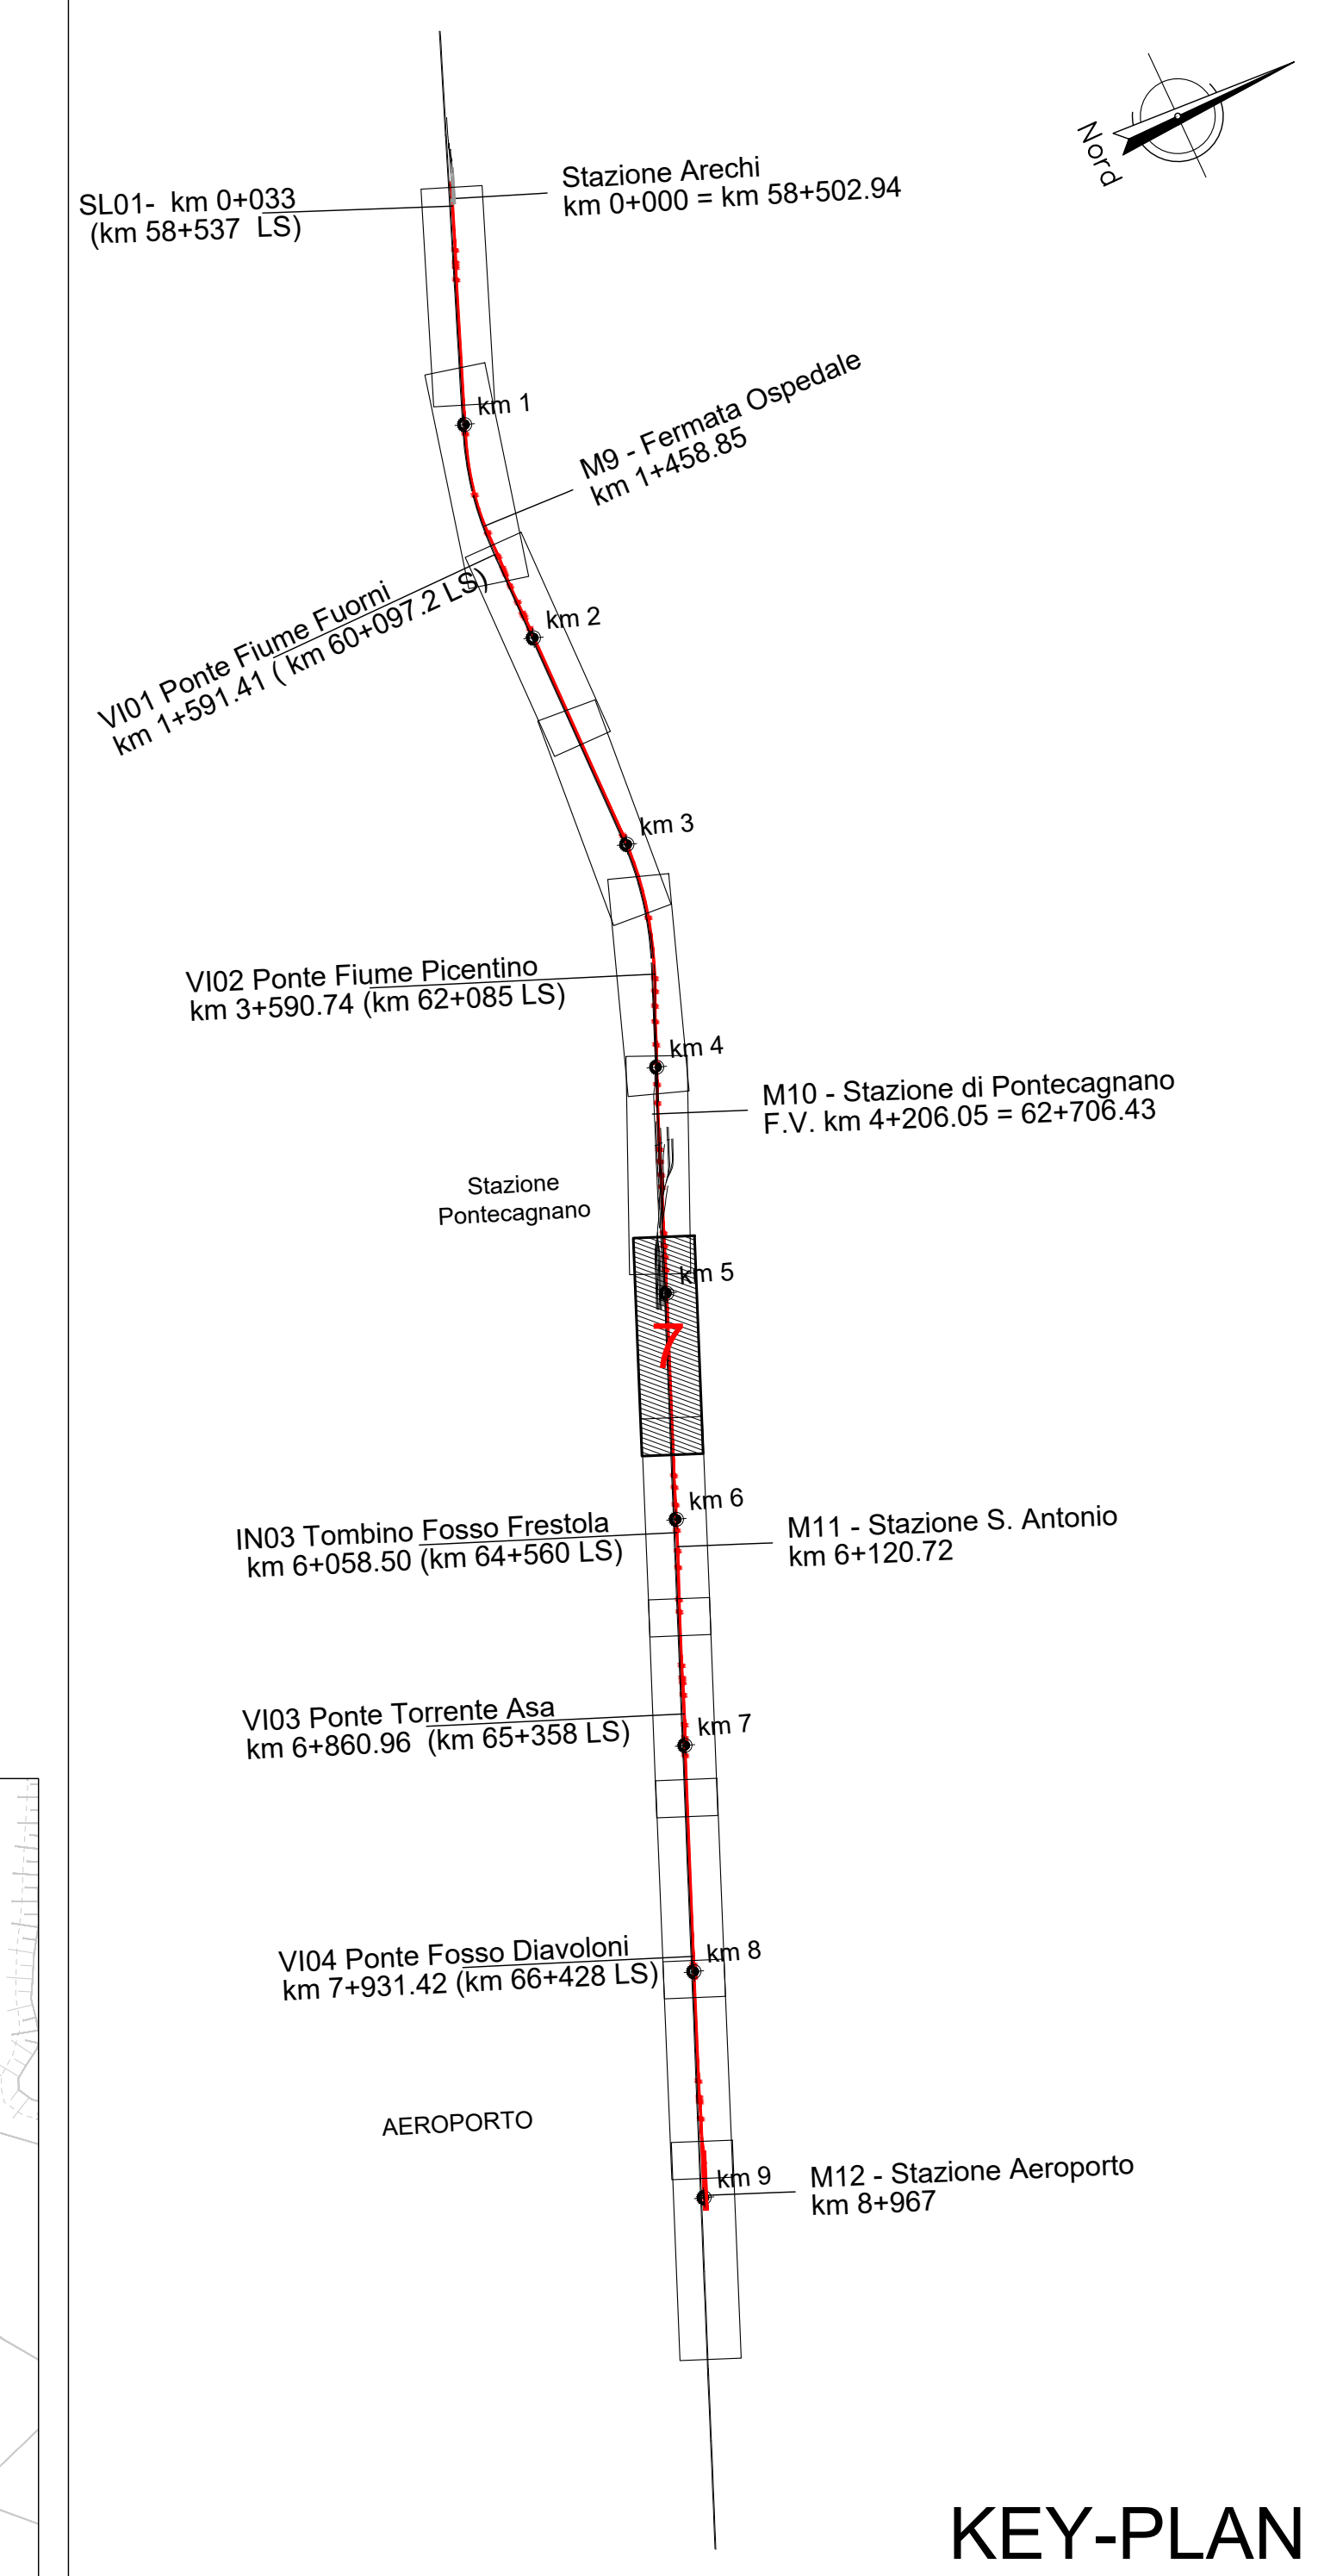 Nord
Stazione Arechi
km 0+000 = km 58+502.94
SL01-  km 0+033
(km 58+537  LS)
km 1
M9 - Fermata Ospedale
km 1+458.85
VI01 Ponte Fiume Fuorni
km 1+591.41 ( km 60+097.2 LS)
km 2
km 3
VI02 Ponte Fiume Picentino
km 3+590.74 (km 62+085 LS)
km 4
M10 - Stazione di Pontecagnano
F.V. km 4+206.05 = 62+706.43
Stazione
Pontecagnano
km 5
7
km 6
IN03 Tombino Fosso Frestola
km 6+058.50 (km 64+560 LS)
M11 - Stazione S. Antonio
km 6+120.72
VI03 Ponte Torrente Asa
km 6+860.96  (km 65+358 LS)
km 7
VI04 Ponte Fosso Diavoloni
km 7+931.42 (km 66+428 LS)
km 8
AEROPORTO
km 9
M12 - Stazione Aeroporto
km 8+967
KEY-PLAN